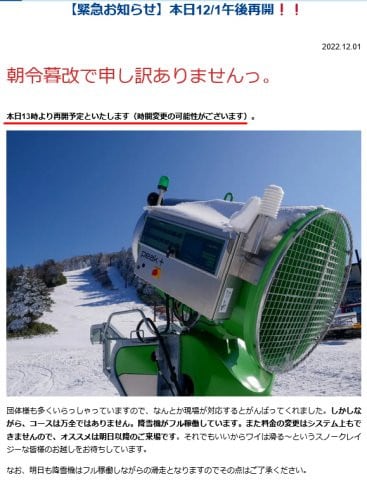 【緊急お知らせ】本日12/1午後再開❗❗
2022.12.01
朝令暮改で申し訳ありませんっ。
本日13時より再開予定といたします（時間変更の可能性がございます）。
peak +
団体様も多くいらっしゃっていますので、なんとか現場が対応するとがんばってくれました。しかしな
がら、コースは万全ではありません。降雪機がフル稼働しています。また料金の変更はシステム上もで
きませんので、オススメは明日以降のご来場です。それでもいいからワイは滑る～というスノークレイ
ジーな皆様のお越しをお待ちしています。
なお、明日も降雪機はフル稼働しながらの滑走となりますのでその点はご了承ください。